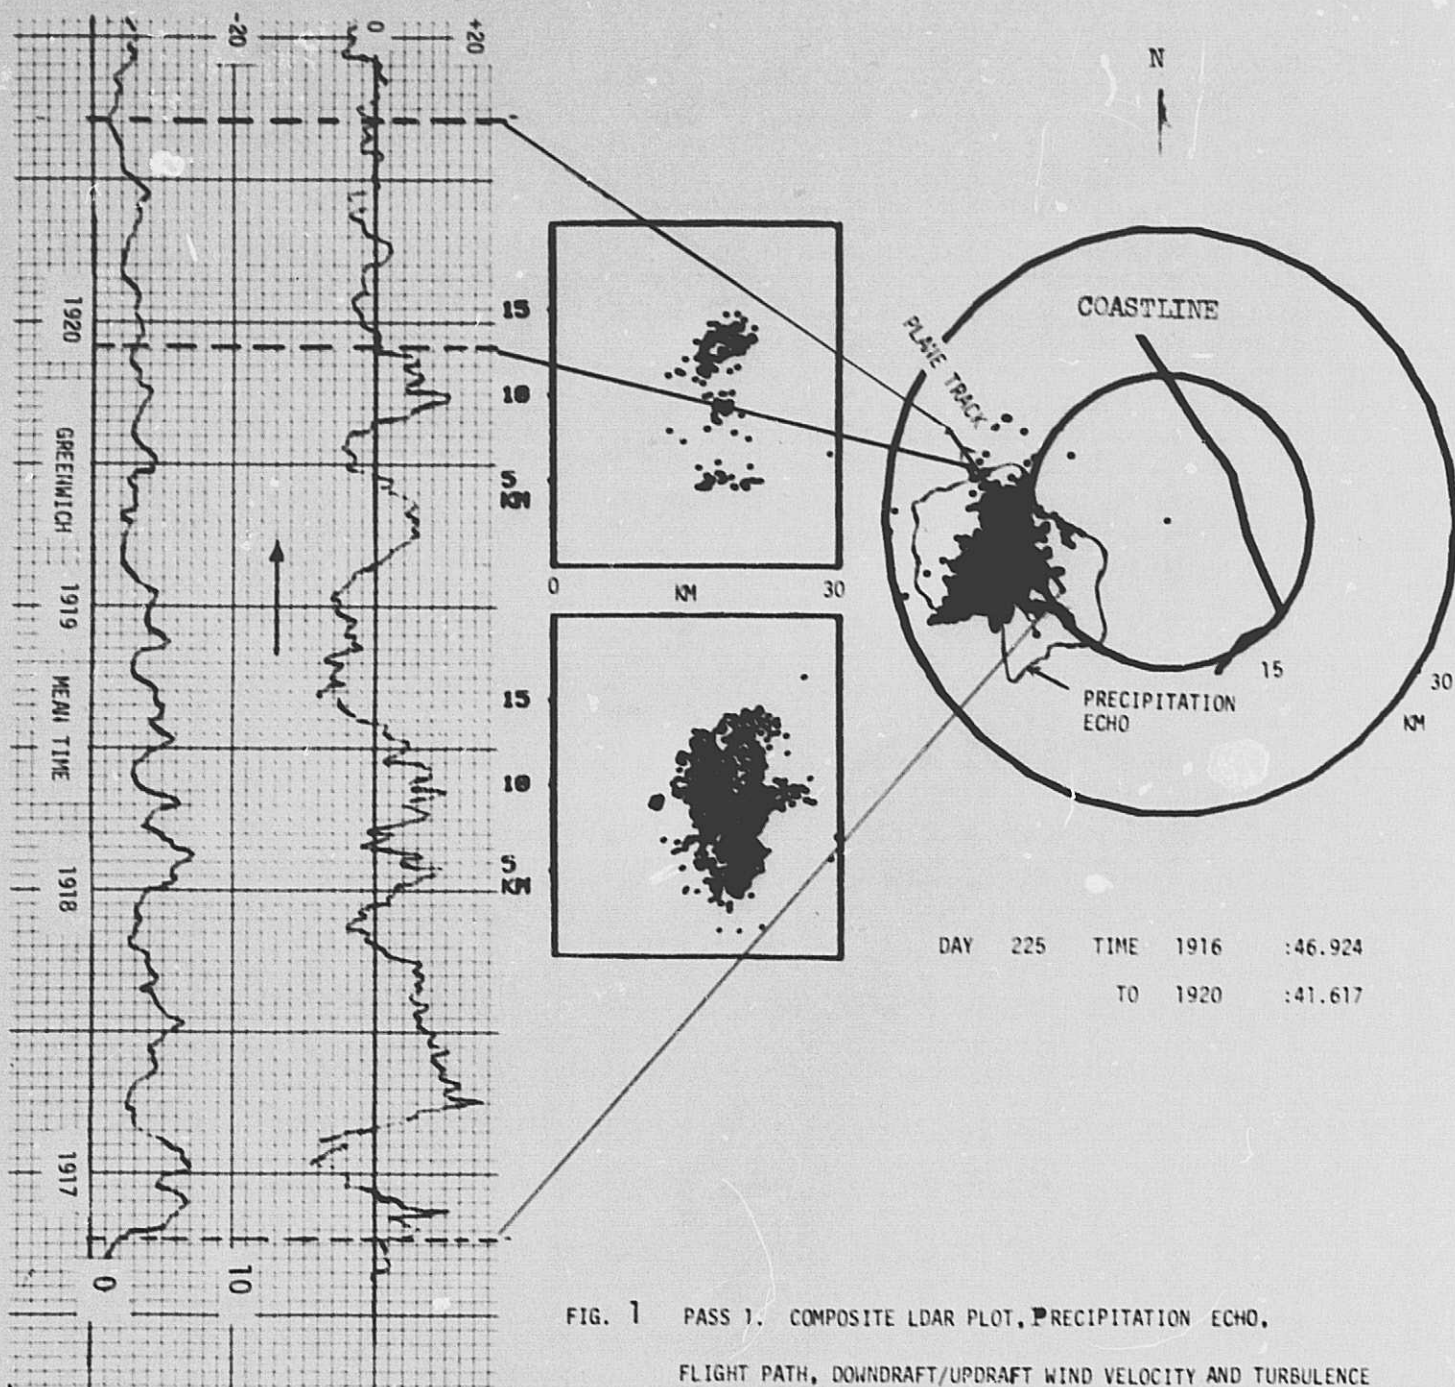 -20
0
+20
1920
GREENWICH
1919
MEAN TIME
1918
1917
0
10
15
10
5
KM
0
KM
30
15
10
5
KM
N
COASTLINE
PLANE TRACK
15
30
KM
PRECIPITATION
ECHO
DAY 225 TIME 1916 :46.924
TO 1920 :41.617
FIG. 1 PASS 1. COMPOSITE LDAR PLOT, PRECIPITATION ECHO,
FLIGHT PATH, DOWNDRAFT/UPDRAFT WIND VELOCITY AND TURBULENCE